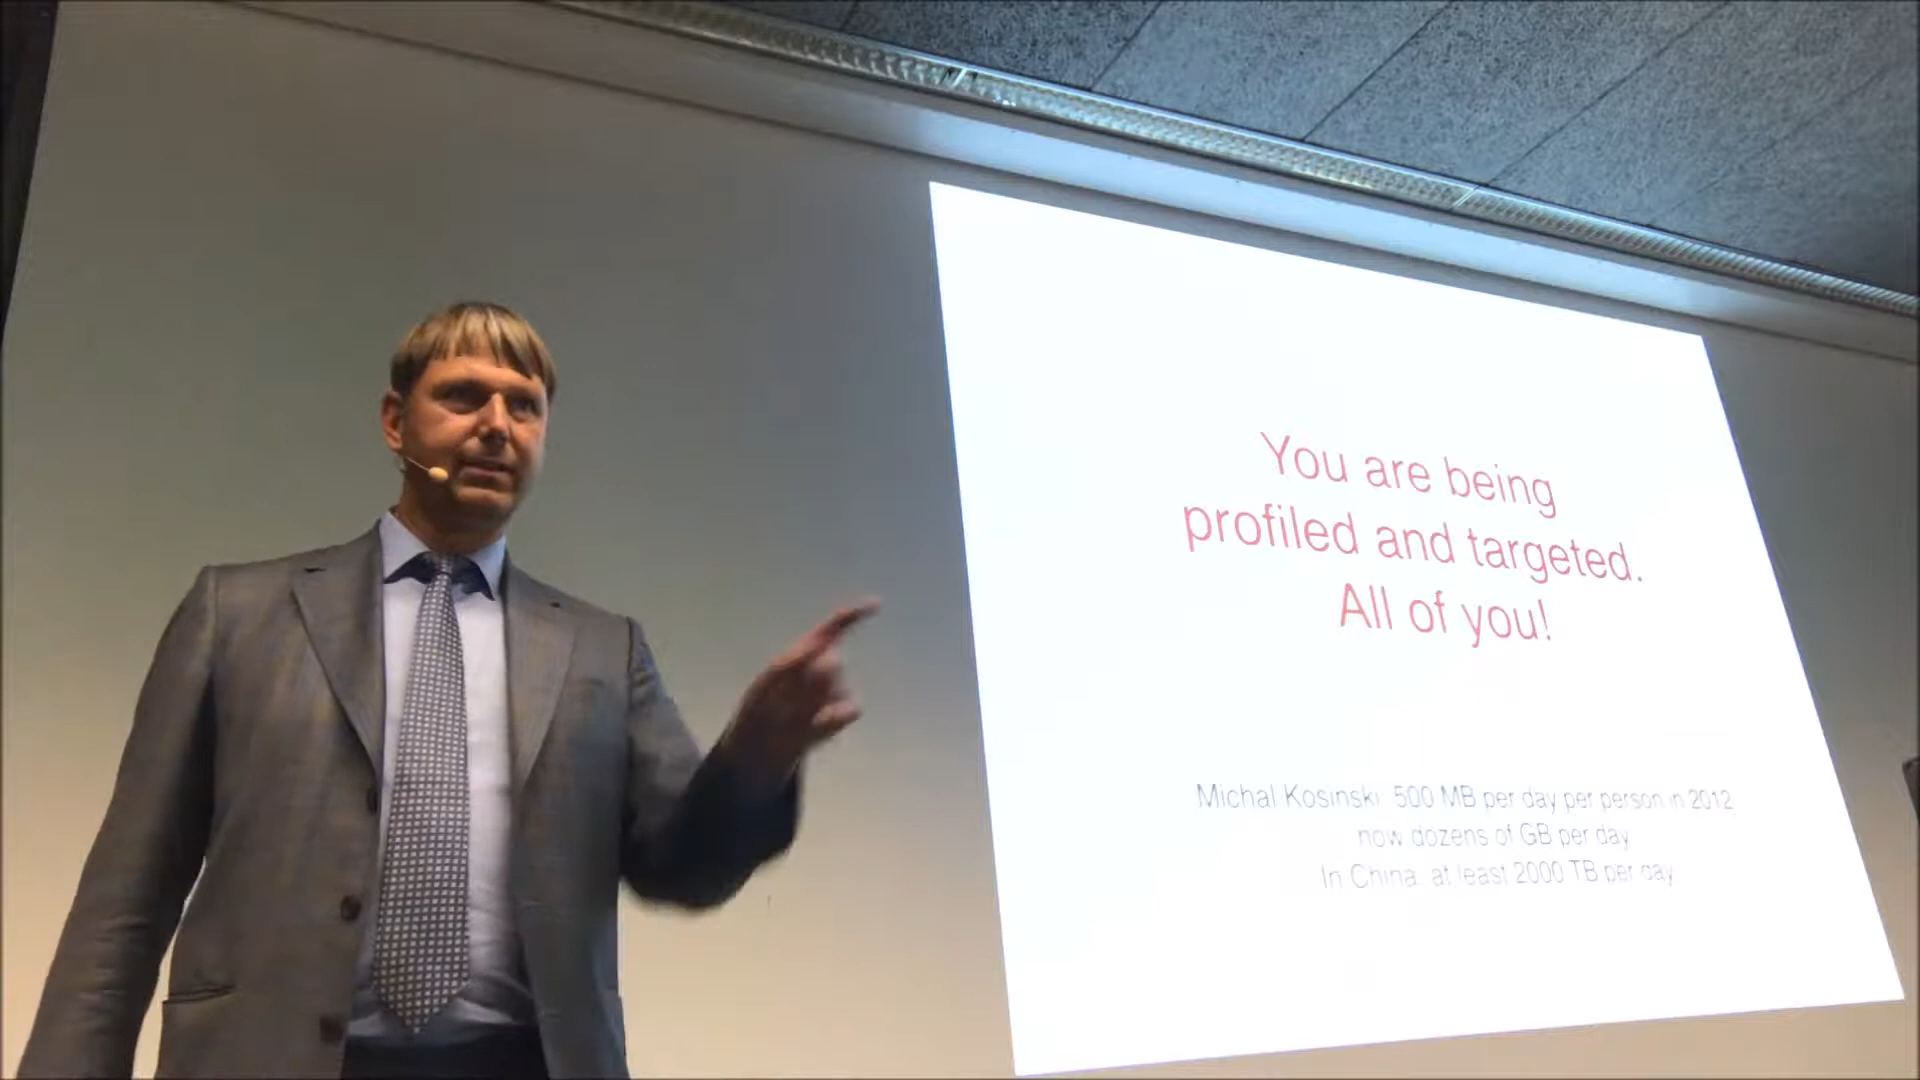 You are being
profiled and targeted.
All of you!
Michal Kosinski: 500 MB per day per person in 2012
now dozens of GB per day
In China, at least 2000 TB per day